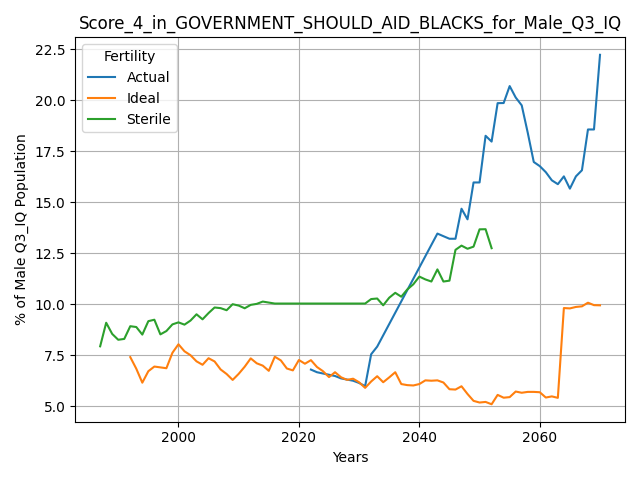 Score_4_in_GOVERNMENT_SHOULD_AID_BLACKS_for_Male_Q3_IQ
Fertility
Actual
Ideal
Sterile
% of Male Q3_IQ Population
22.5
20.0
17.5
15.0
12.5
10.0
7.5
5.0
2000
2020
2040
2060
Years